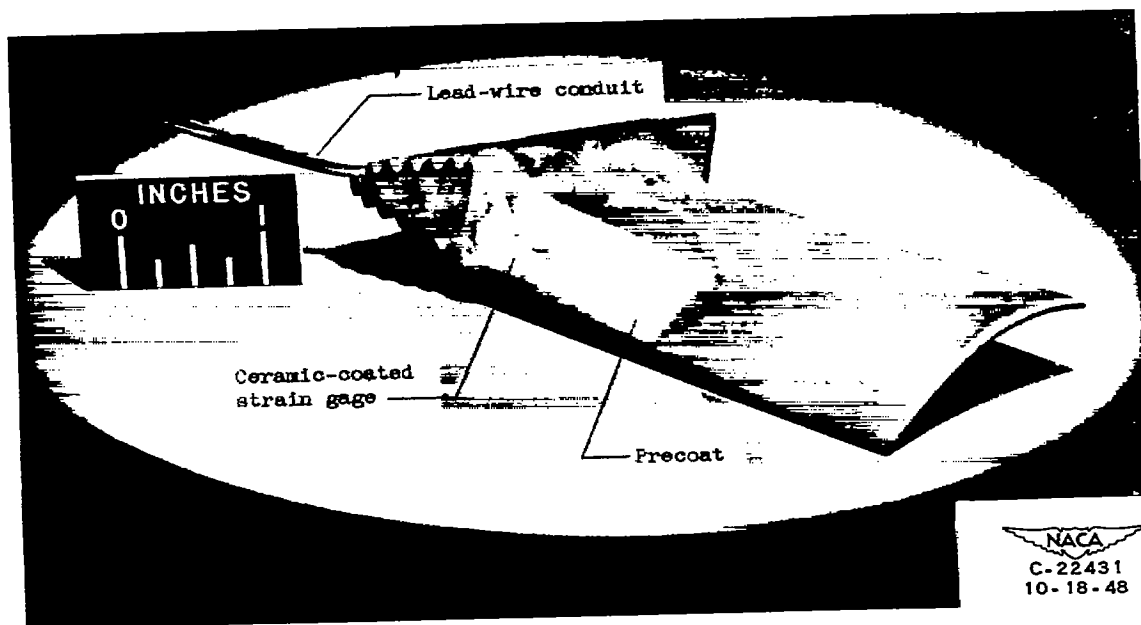 Lead-wire conduit
INCHES
0 1
Ceramic-coated
strain gage
Precoat
NACA
C-22431
10-18-48